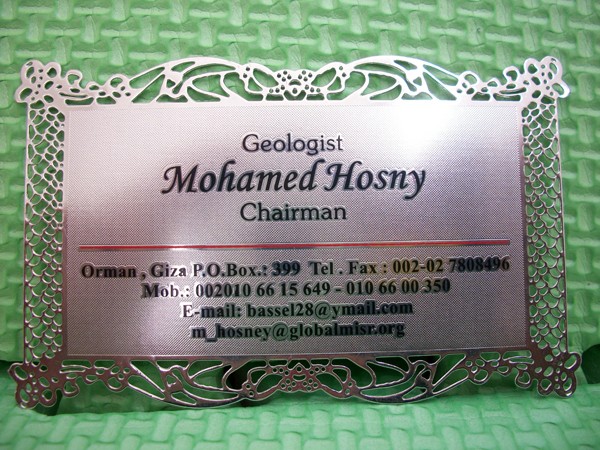 Geologist
Mohamed Hosny
Chairman
Orman , Giza P.O.Box.: 399 Tel . Fax : 002-02 7808496
Mob.: 002010 66 15 649 - 010 66 00 350
E-mail: bassel28@ymail.com
m_hosney@globalmisr.org